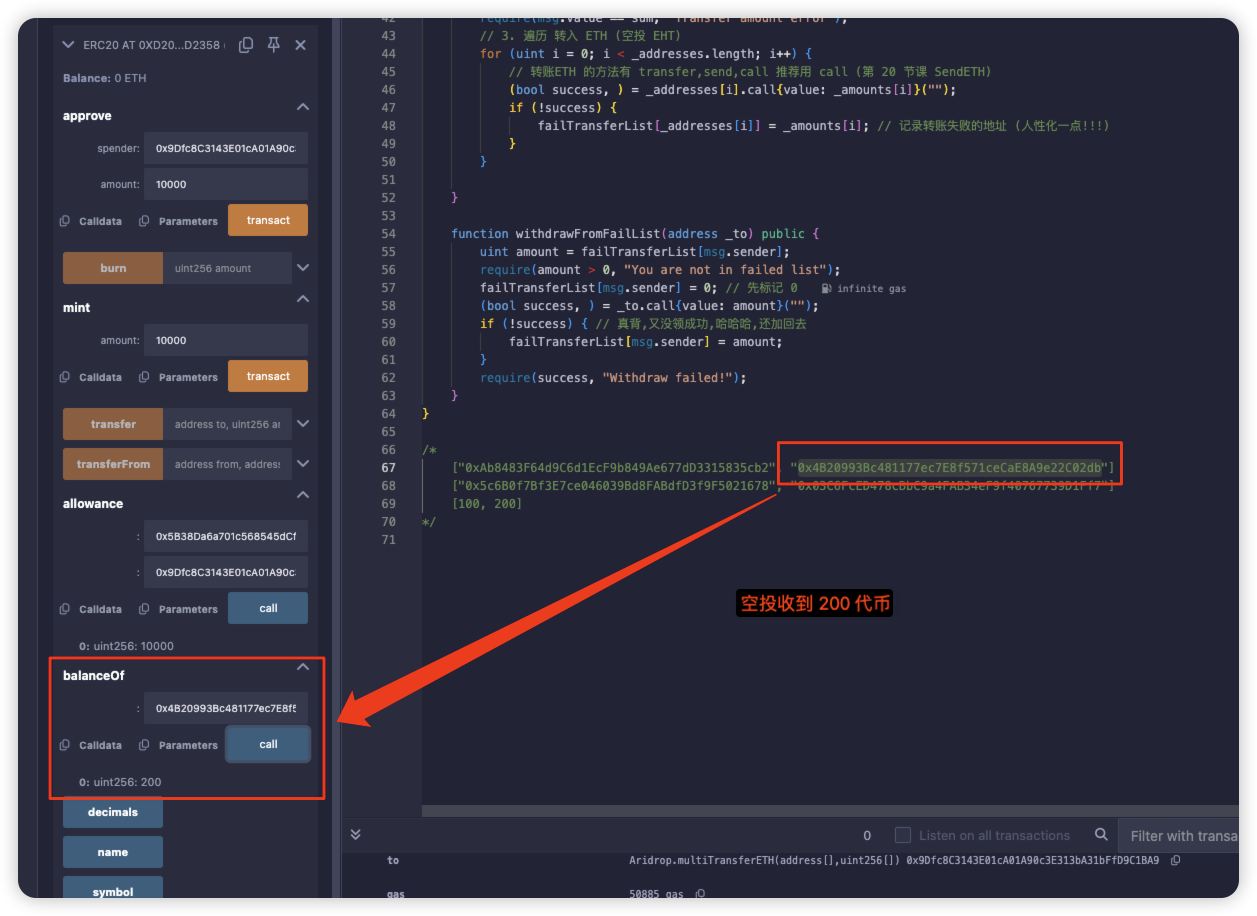 ERC20 AT 0XD20...D2358
Balance: 0 ETH
approve
spender: 0x9Dfc8C3143E01cA01A90c
amount: 10000
Calldata Parameters transact
burn uint256 amount
mint
amount: 10000
Calldata Parameters transact
transfer address to, uint256 ar
transferFrom address from, address
allowance
: 0x5B38Da6a701c568545dCf
: 0x9Dfc8C3143E01cA01A90c
Calldata Parameters call
0: uint256: 10000
balanceOf
: 0x4B20993Bc481177ec7E8f5
Calldata Parameters call
0: uint256: 200
decimals
name
symbol
42 require(msg.value == sum, "Transfer amount error");
43 // 3. 遍历 转入 ETH (空投 EHT)
44 for (uint i = 0; i < _addresses.length; i++) {
45 // 转账ETH 的方法有 transfer,send,call 推荐用 call (第 20 节课 SendETH)
46 (bool success, ) = _addresses[i].call{value: _amounts[i]}("");
47 if (!success) {
48 failTransferList[_addresses[i]] = _amounts[i]; // 记录转账失败的地址 (人性化一点!!!)
49 }
50 }
51
52 }
53
54 function withdrawFromFailList(address _to) public {
55 uint amount = failTransferList[msg.sender];
56 require(amount > 0, "You are not in failed list");
57 failTransferList[msg.sender] = 0; // 先标记 0 infinite gas
58 (bool success, ) = _to.call{value: amount}("");
59 if (!success) { // 真背,又没领成功,哈哈哈,还加回去
60 failTransferList[msg.sender] = amount;
61 }
62 require(success, "Withdraw failed!");
63 }
64 }
65
66 /*
67 ["0xAb8483F64d9C6d1EcF9b849Ae677dD3315835cb2", "0x4B20993Bc481177ec7E8f571ceCaE8A9e22C02db"]
68 ["0x5c6B0f7Bf3E7ce046039Bd8FABdfD3f9F5021678", "0x03C6FcED478cBbC9a4FAB34eF9f40767739D1Ff7"]
69 [100, 200]
70 */
71
空投收到 200 代币
0 Listen on all transactions Filter with transa
to Aridrop.multiTransferETH(address[],uint256[]) 0x9Dfc8C3143E01cA01A90c3E313bA31bFfD9C1BA9
gas 50885 gas